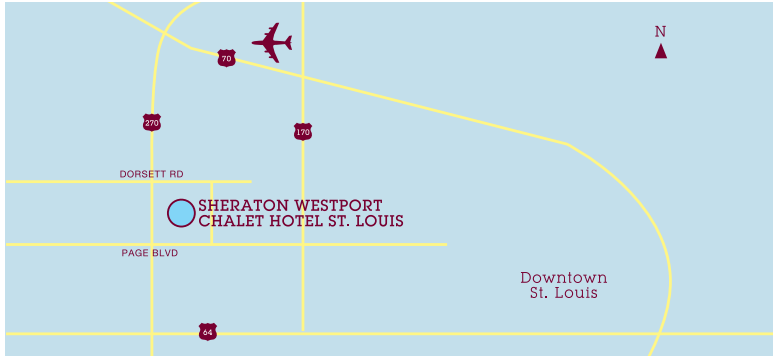 N
70
270
170
DORSETT RD
SHERATON WESTPORT
CHALET HOTEL ST. LOUIS
PAGE BLVD
Downtown
St. Louis
64